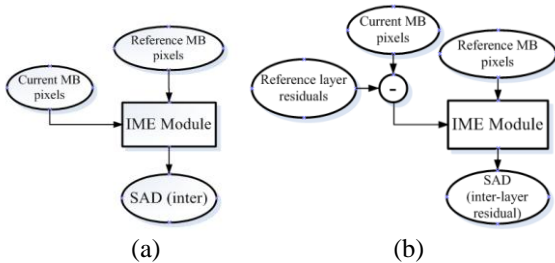 Reference MB
pixels
Current MB
pixels
IME Module
SAD (inter)
(a)
Current MB
pixels
Reference MB
pixels
Reference layer
residuals
-
IME Module
SAD
(inter-layer
residual)
(b)